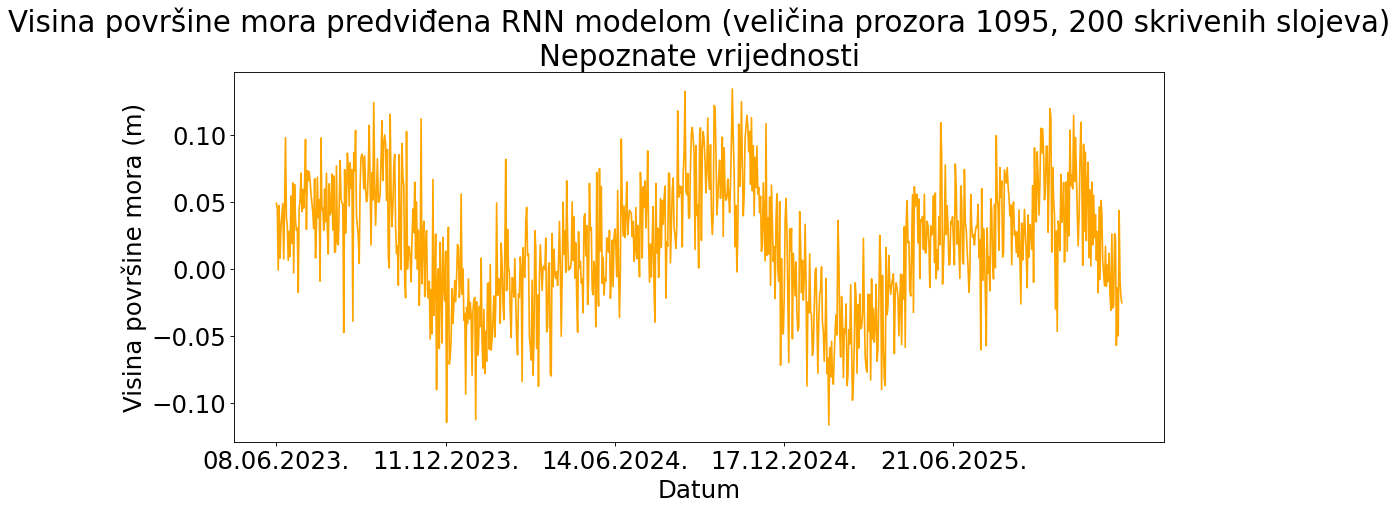 Visina površine mora predviđena RNN modelom (veličina prozora 1095, 200 skrivenih slojeva)
Nepoznate vrijednosti
Visina površine mora (m)
0.10
0.05
0.00
−0.05
−0.10
08.06.2023. 11.12.2023. 14.06.2024. 17.12.2024. 21.06.2025.
Datum